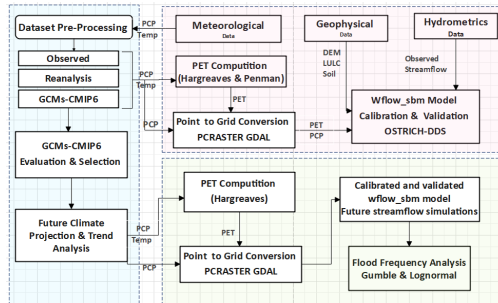 Dataset Pre-Processing
PCP
Temp
Meteorological
Data
Geophysical
Data
Hydrometrics
Data
Observed
Reanalysis
GCMs-CMIP6
PCP
Temp
PET Computition
(Hargreaves & Penman)
DEM
LULC
Soil
Observed
Streamflow
PET
PCP
Point to Grid Conversion
PCRASTER GDAL
PET
PCP
Wflow_sbm Model
Calibration & Validation
OSTRICH-DDS
GCMs-CMIP6
Evaluation & Selection
Future Climate
Projection & Trend
Analysis
PCP
Temp
PCP
PET Computition
(Hargreaves)
PET
Point to Grid Conversion
PCRASTER GDAL
Calibrated and validated
wflow_sbm model
Future streamflow simulations
Flood Frequency Analysis
Gumble & Lognormal